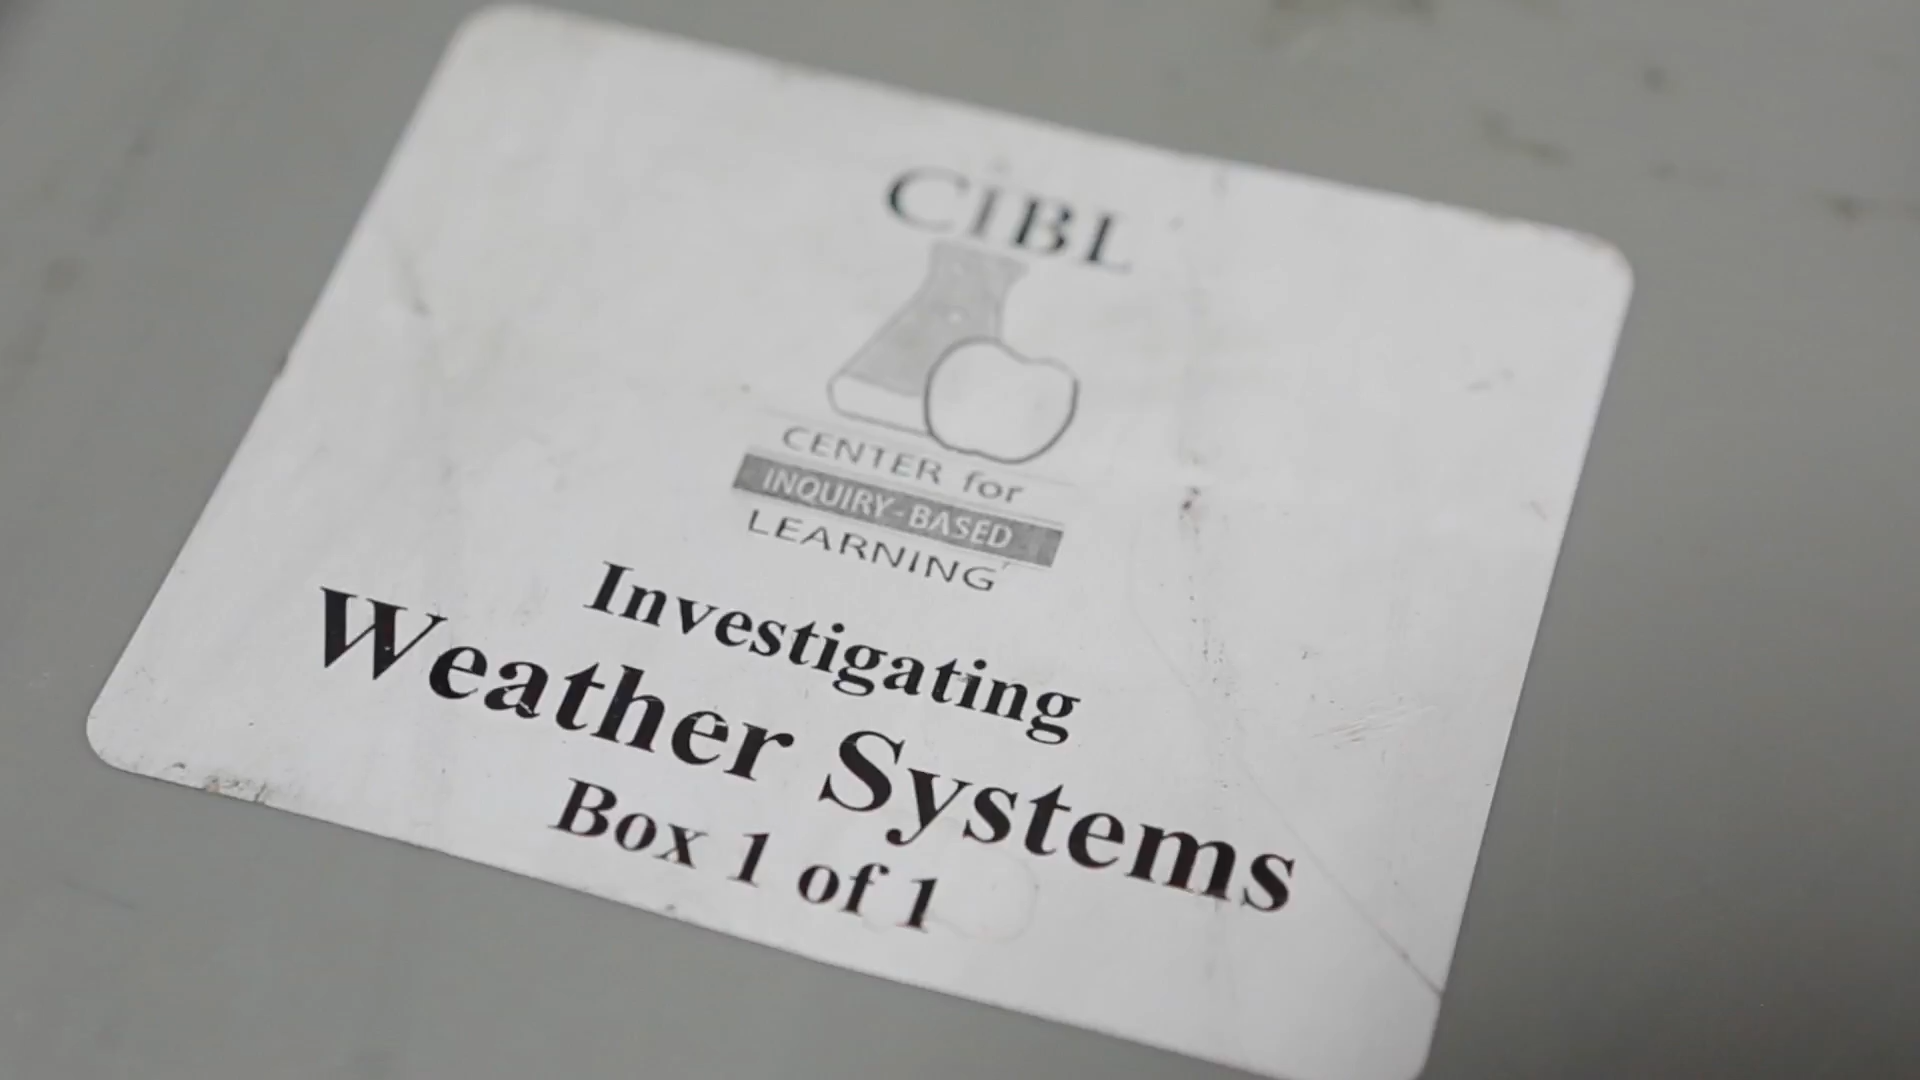 CIBL
CENTER for
INQUIRY-BASED
LEARNING
Investigating
Weather Systems
Box 1 of 1